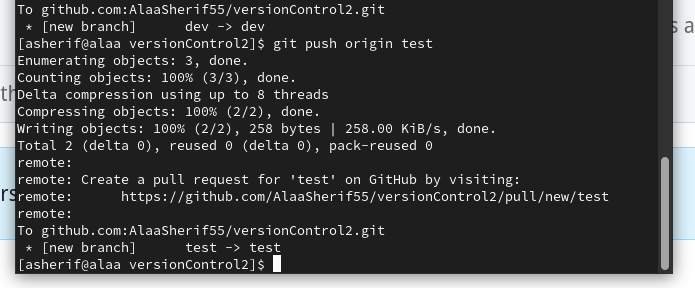 To github.com:AlaaSherif55/versionControl2.git
 * [new branch]      dev -> dev
[asherif@alaa versionControl2]$ git push origin test
Enumerating objects: 3, done.
Counting objects: 100% (3/3), done.
Delta compression using up to 8 threads
Compressing objects: 100% (2/2), done.
Writing objects: 100% (2/2), 258 bytes | 258.00 KiB/s, done.
Total 2 (delta 0), reused 0 (delta 0), pack-reused 0
remote:
remote: Create a pull request for 'test' on GitHub by visiting:
remote:      https://github.com/AlaaSherif55/versionControl2/pull/new/test
remote:
To github.com:AlaaSherif55/versionControl2.git
 * [new branch]      test -> test
[asherif@alaa versionControl2]$